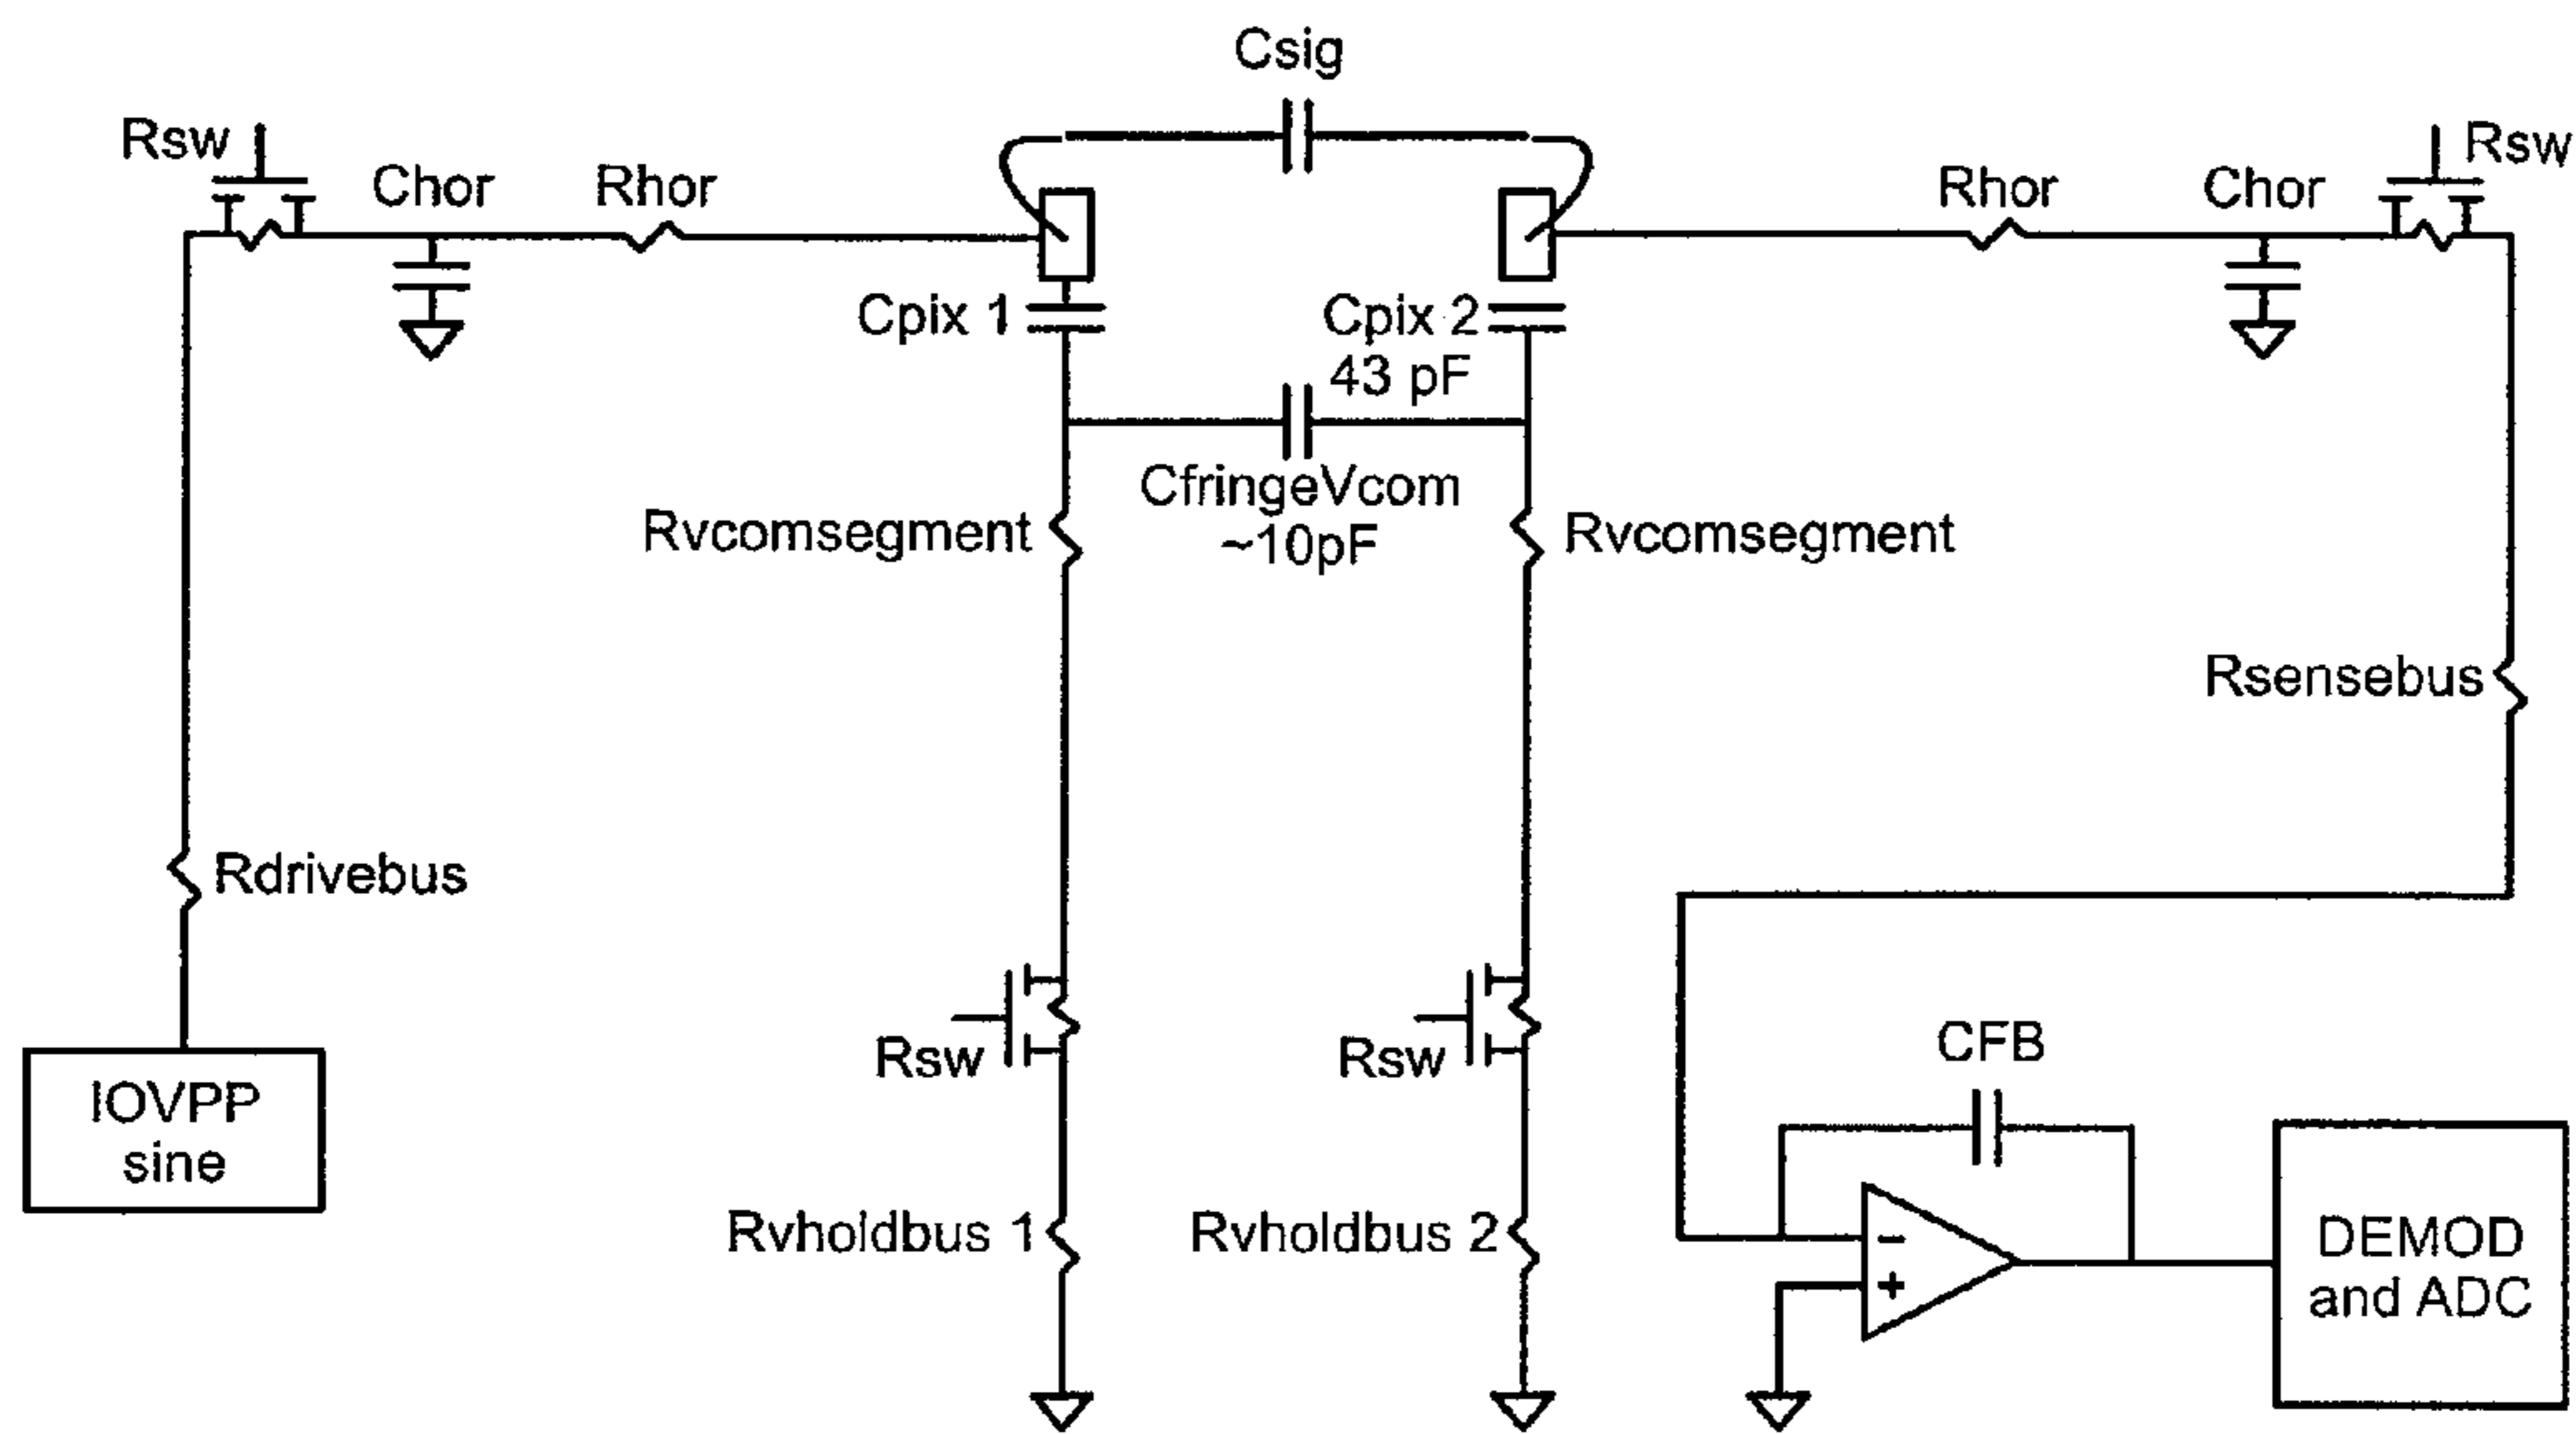 Csig
Rsw
Chor
Rhor
Rhor
Chor
Rsw
Cpix 1
Cpix 2
43 pF
CfringeVcom
~10pF
Rvcomsegment
Rvcomsegment
Rsensebus
Rdrivebus
IOVPP
sine
Rsw
Rsw
CFB
Rvholdbus 1
Rvholdbus 2
−
+
DEMOD
and ADC